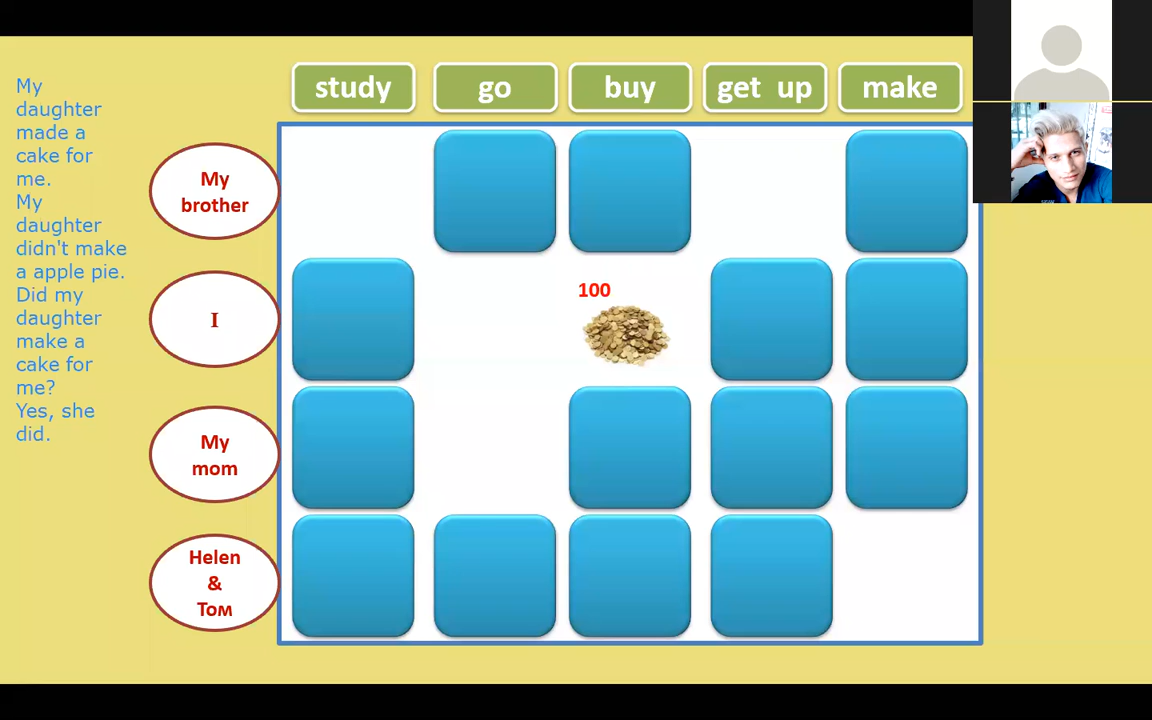 My
daughter
made a
cake for
me.
My
daughter
didn't make
a apple pie.
Did my
daughter
make a
cake for
me?
Yes, she
did.
study
go
buy
get up
make
My
brother
I
100
My
mom
Helen
&
Tом